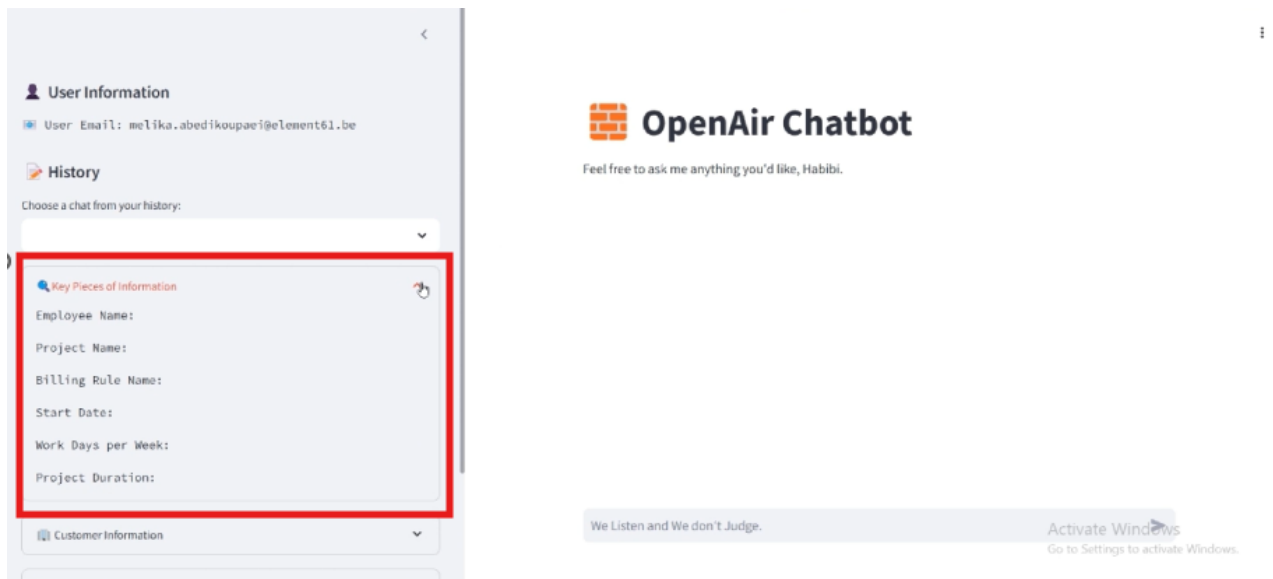 User Information
User Email: melika.abedikoupaei@element61.be
History
Choose a chat from your history:
Key Pieces of Information
Employee Name:
Project Name:
Billing Rule Name:
Start Date:
Work Days per Week:
Project Duration:
Customer Information
OpenAir Chatbot
Feel free to ask me anything you'd like, Habibi.
We Listen and We don't Judge.
Activate Windows
Go to Settings to activate Windows.